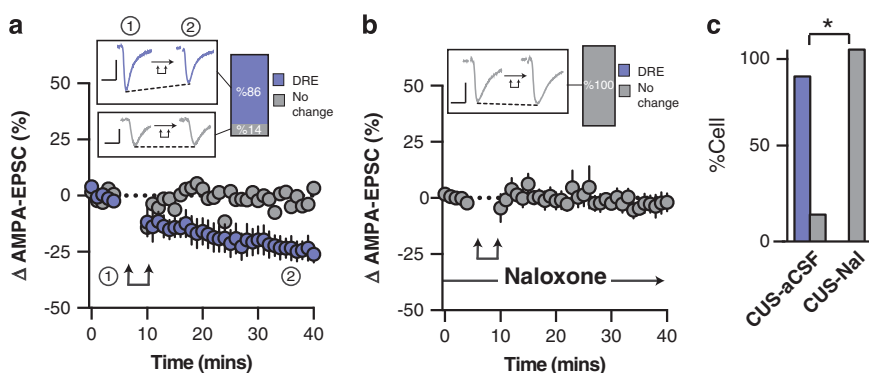 a
1 2
%86
%14
DRE
No change
Δ AMPA-EPSC (%)
50
25
0
-25
-50
1 2
0 10 20 30 40
Time (mins)
b
%100
DRE
No change
Δ AMPA-EPSC (%)
50
25
0
-25
-50
Naloxone
0 10 20 30 40
Time (mins)
c
*
%Cell
100
50
0
CUS-aCSF
CUS-Nal